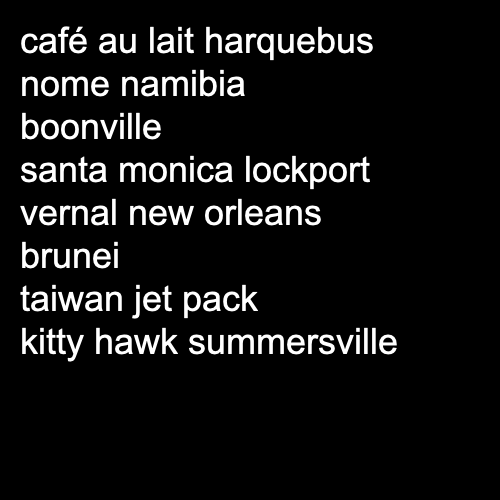 café au lait harquebus
nome namibia
boonville
santa monica lockport
vernal new orleans
brunei
taiwan jet pack
kitty hawk summersville